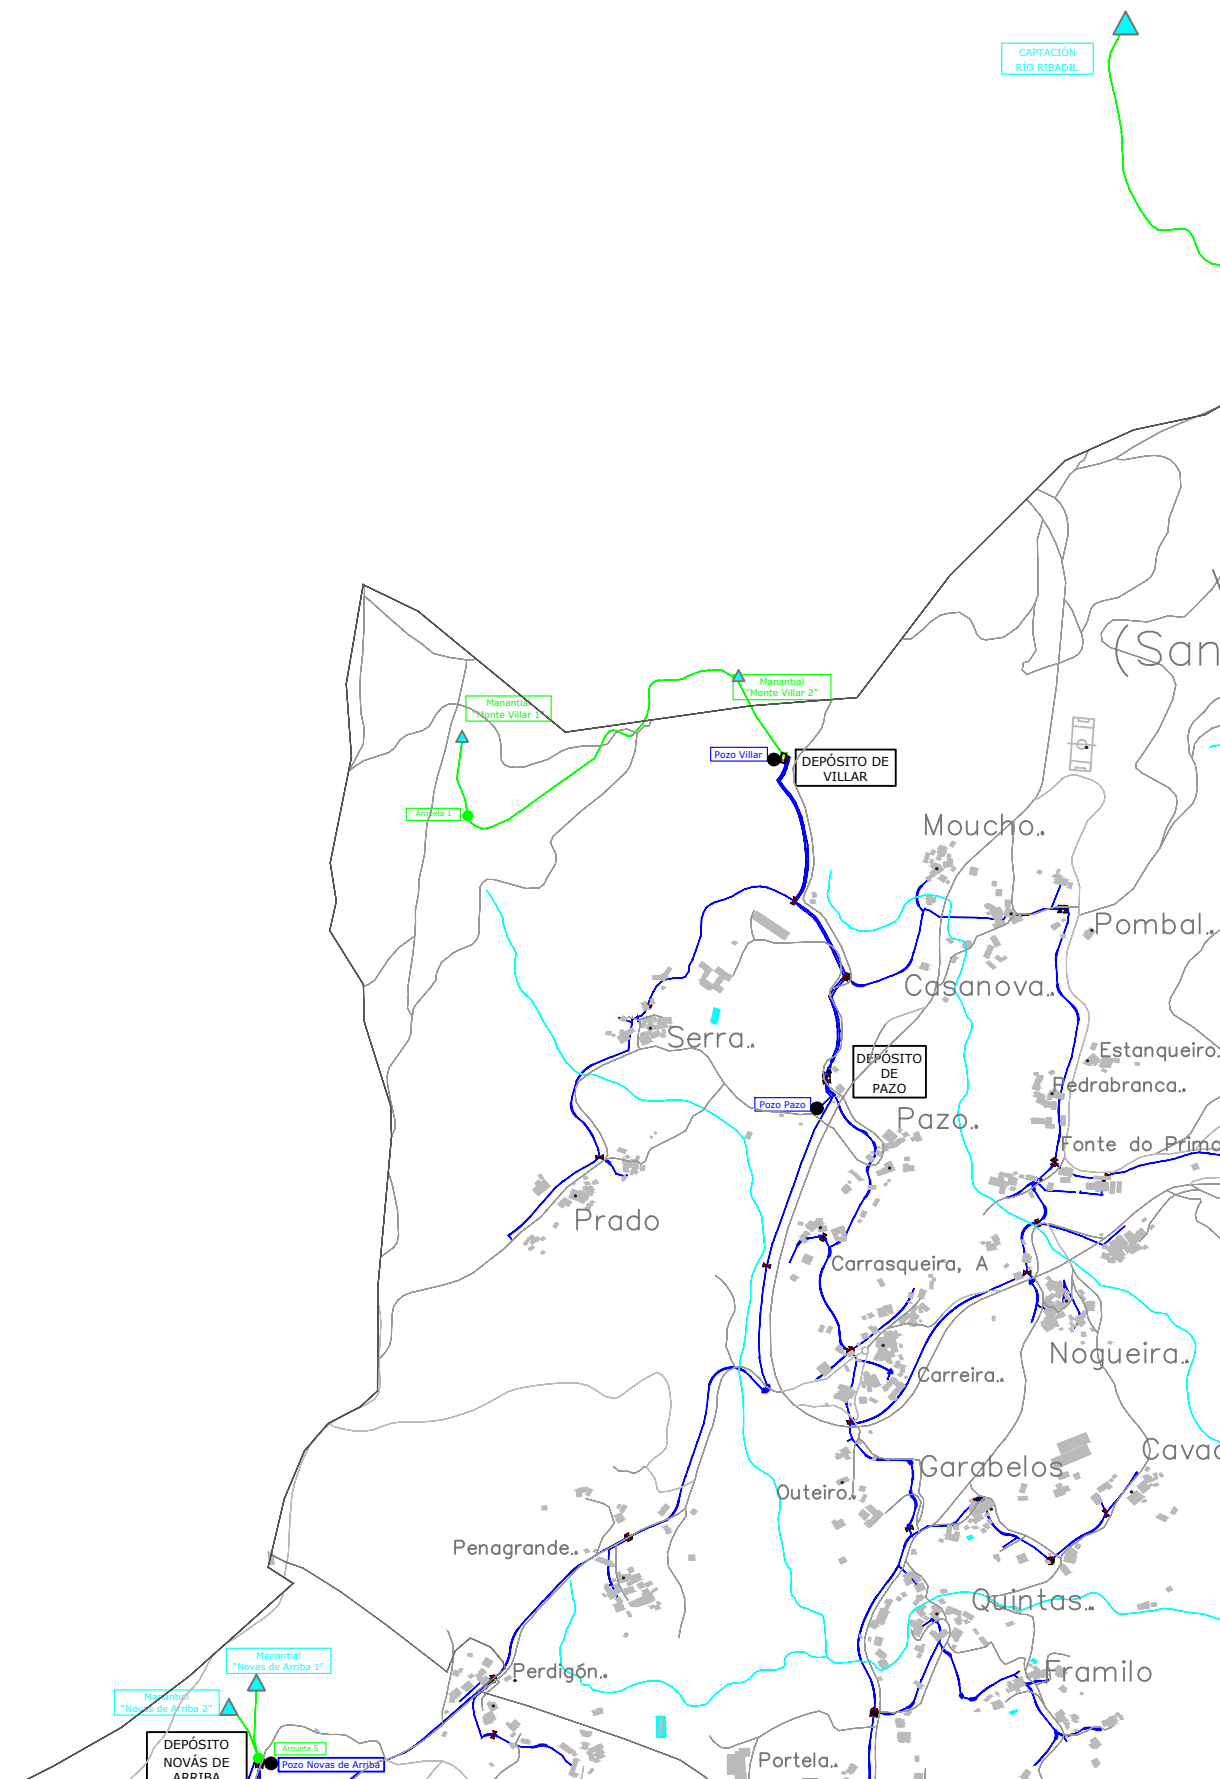 CAPTACIÓN
RÍO RIBADIL
(San
Manantial
"Monte Villar 2"
Manantial
"Monte Villar 1"
Pozo Villar
DEPÓSITO DE
VILLAR
Arqueta 1
Moucho..
Pombal..
Casanova..
Serra..
DEPÓSITO
DE
PAZO
Estanqueiro.
Pedrabranca..
Pozo Pazo
Pazo..
Fonte do Primo
Prado
Carrasqueira, A
Nogueira..
Carreira..
Cavad
Garabelos
Outeiro..
Penagrande..
Quintas..
Manantial
"Novas de Arriba 1"
Perdigón..
Framilo
Manantial
"Novas de Arriba 2"
DEPÓSITO
NOVÁS DE
ARRIBA
Arqueta 5
Pozo Novas de Arriba
Portela..